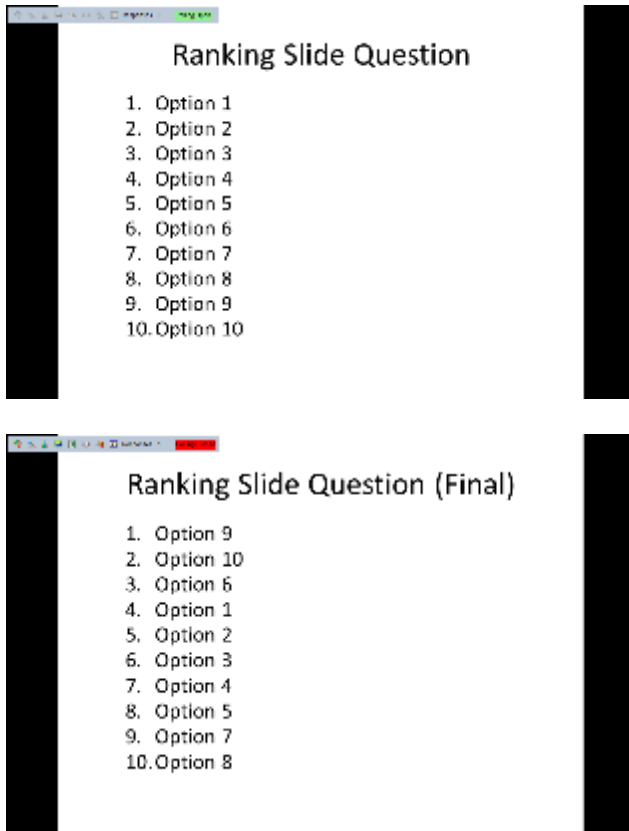 Ranking Slide Question
1. Option 1
2. Option 2
3. Option 3
4. Option 4
5. Option 5
6. Option 6
7. Option 7
8. Option 8
9. Option 9
10. Option 10
Ranking Slide Question (Final)
1. Option 9
2. Option 10
3. Option 6
4. Option 1
5. Option 2
6. Option 3
7. Option 4
8. Option 5
9. Option 7
10. Option 8